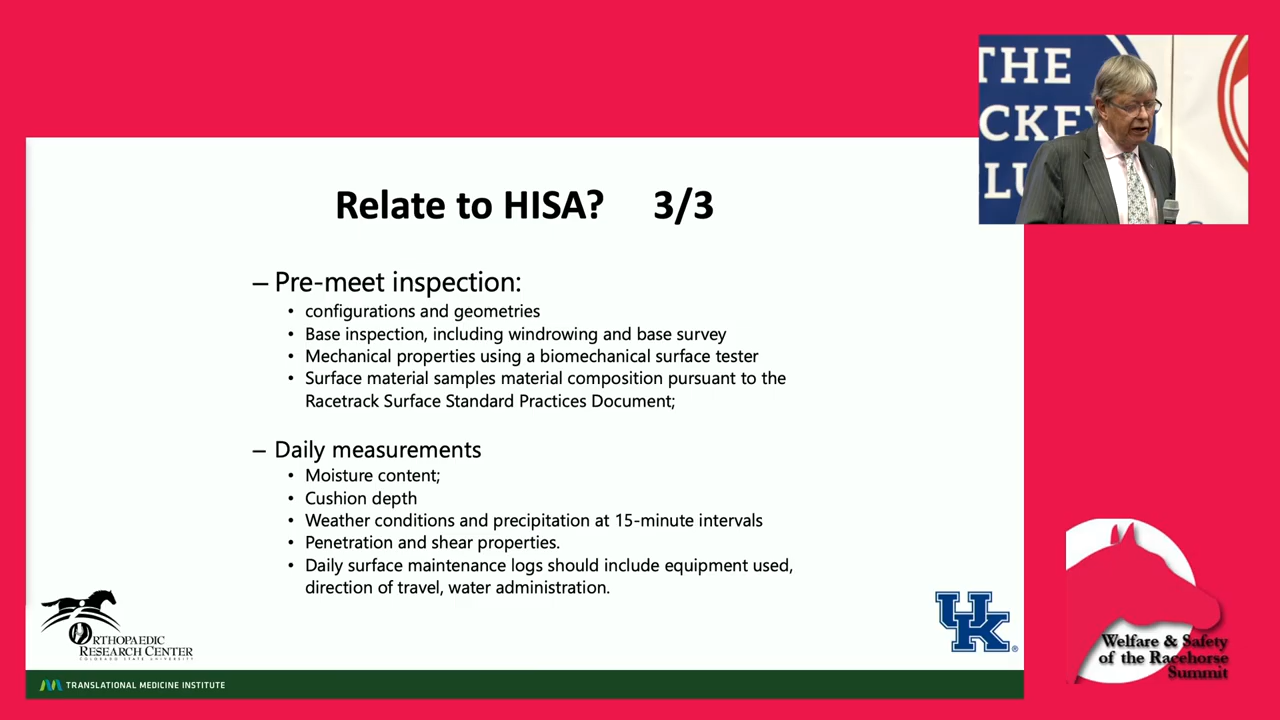 THE
CKEY
LU
Relate to HISA? 3/3
– Pre-meet inspection:
• configurations and geometries
• Base inspection, including windrowing and base survey
• Mechanical properties using a biomechanical surface tester
• Surface material samples material composition pursuant to the
Racetrack Surface Standard Practices Document;
– Daily measurements
• Moisture content;
• Cushion depth
• Weather conditions and precipitation at 15-minute intervals
• Penetration and shear properties.
• Daily surface maintenance logs should include equipment used,
direction of travel, water administration.
ORTHOPAEDIC
RESEARCH CENTER
COLORADO STATE UNIVERSITY
UK
®
Welfare & Safety
of the Racehorse
Summit
TRANSLATIONAL MEDICINE INSTITUTE